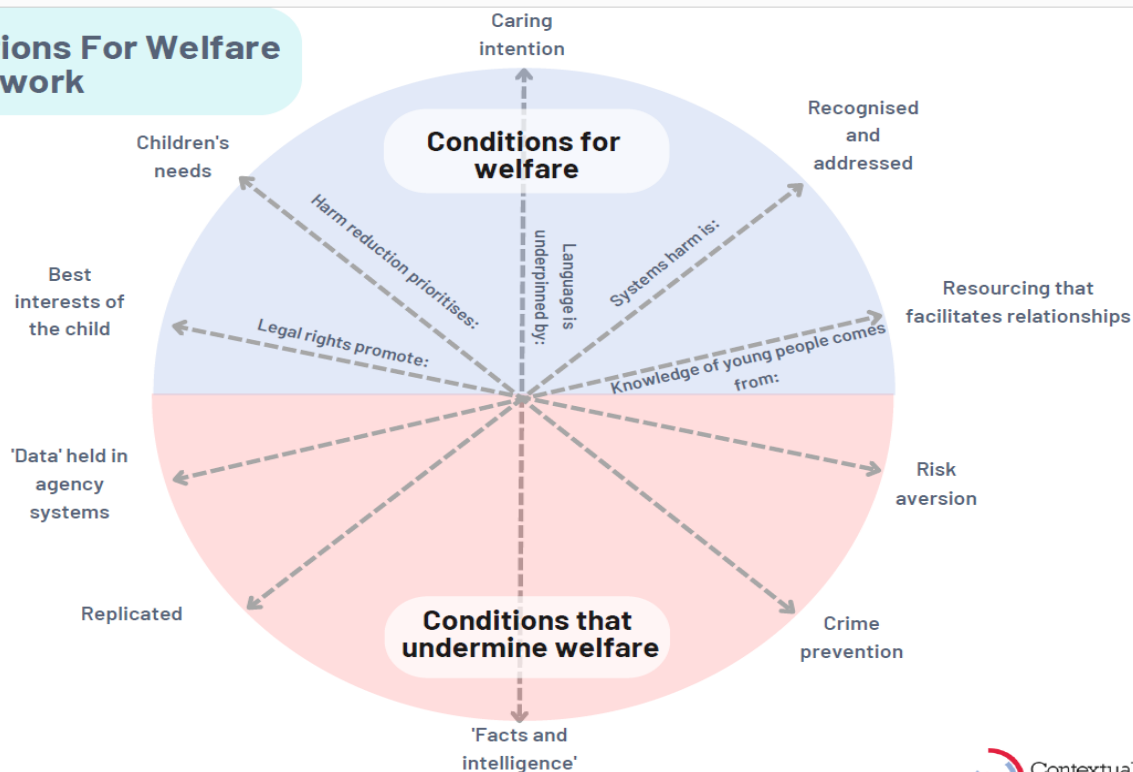 ions For Welfare
work
Caring
intention
Conditions for
welfare
Children's
needs
Recognised
and
addressed
Harm reduction prioritises:
Language is
underpinned by:
Systems harm is:
Best
interests of
the child
Resourcing that
facilitates relationships
Legal rights promote:
Knowledge of young people comes
from:
'Data' held in
agency
systems
Risk
aversion
Replicated
Crime
prevention
Conditions that
undermine welfare
'Facts and
intelligence'
Contextual